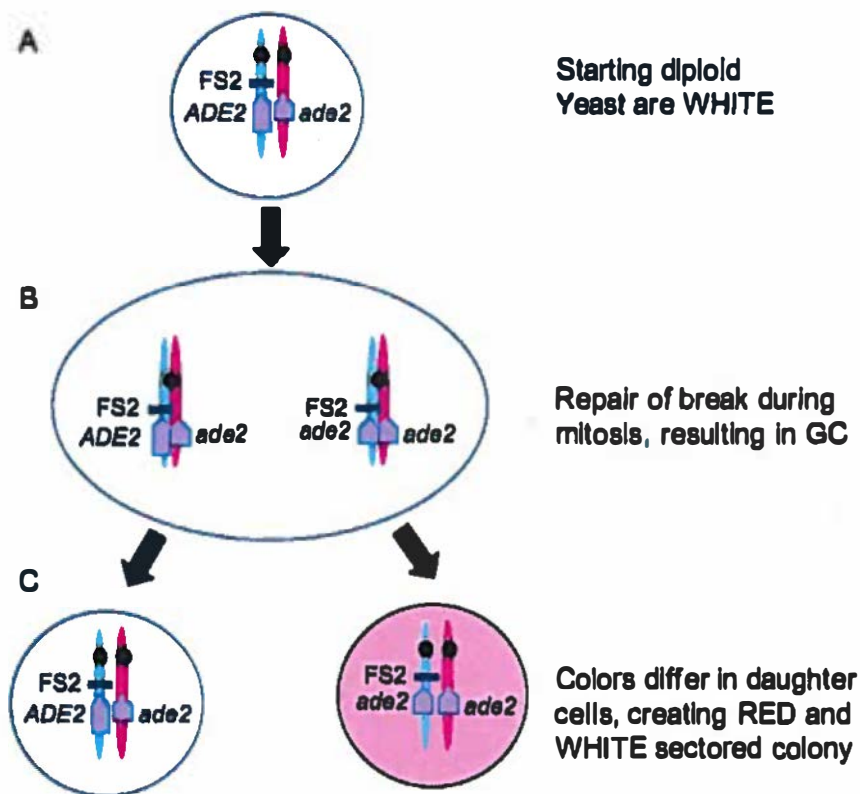 A
FS2
ADE2
ade2
Starting diploid
Yeast are WHITE
B
FS2
ADE2
ade2
FS2
ade2
ade2
Repair of break during
mitosis, resulting in GC
C
FS2
ADE2
ade2
FS2
ade2
ade2
Colors differ in daughter
cells, creating RED and
WHITE sectored colony